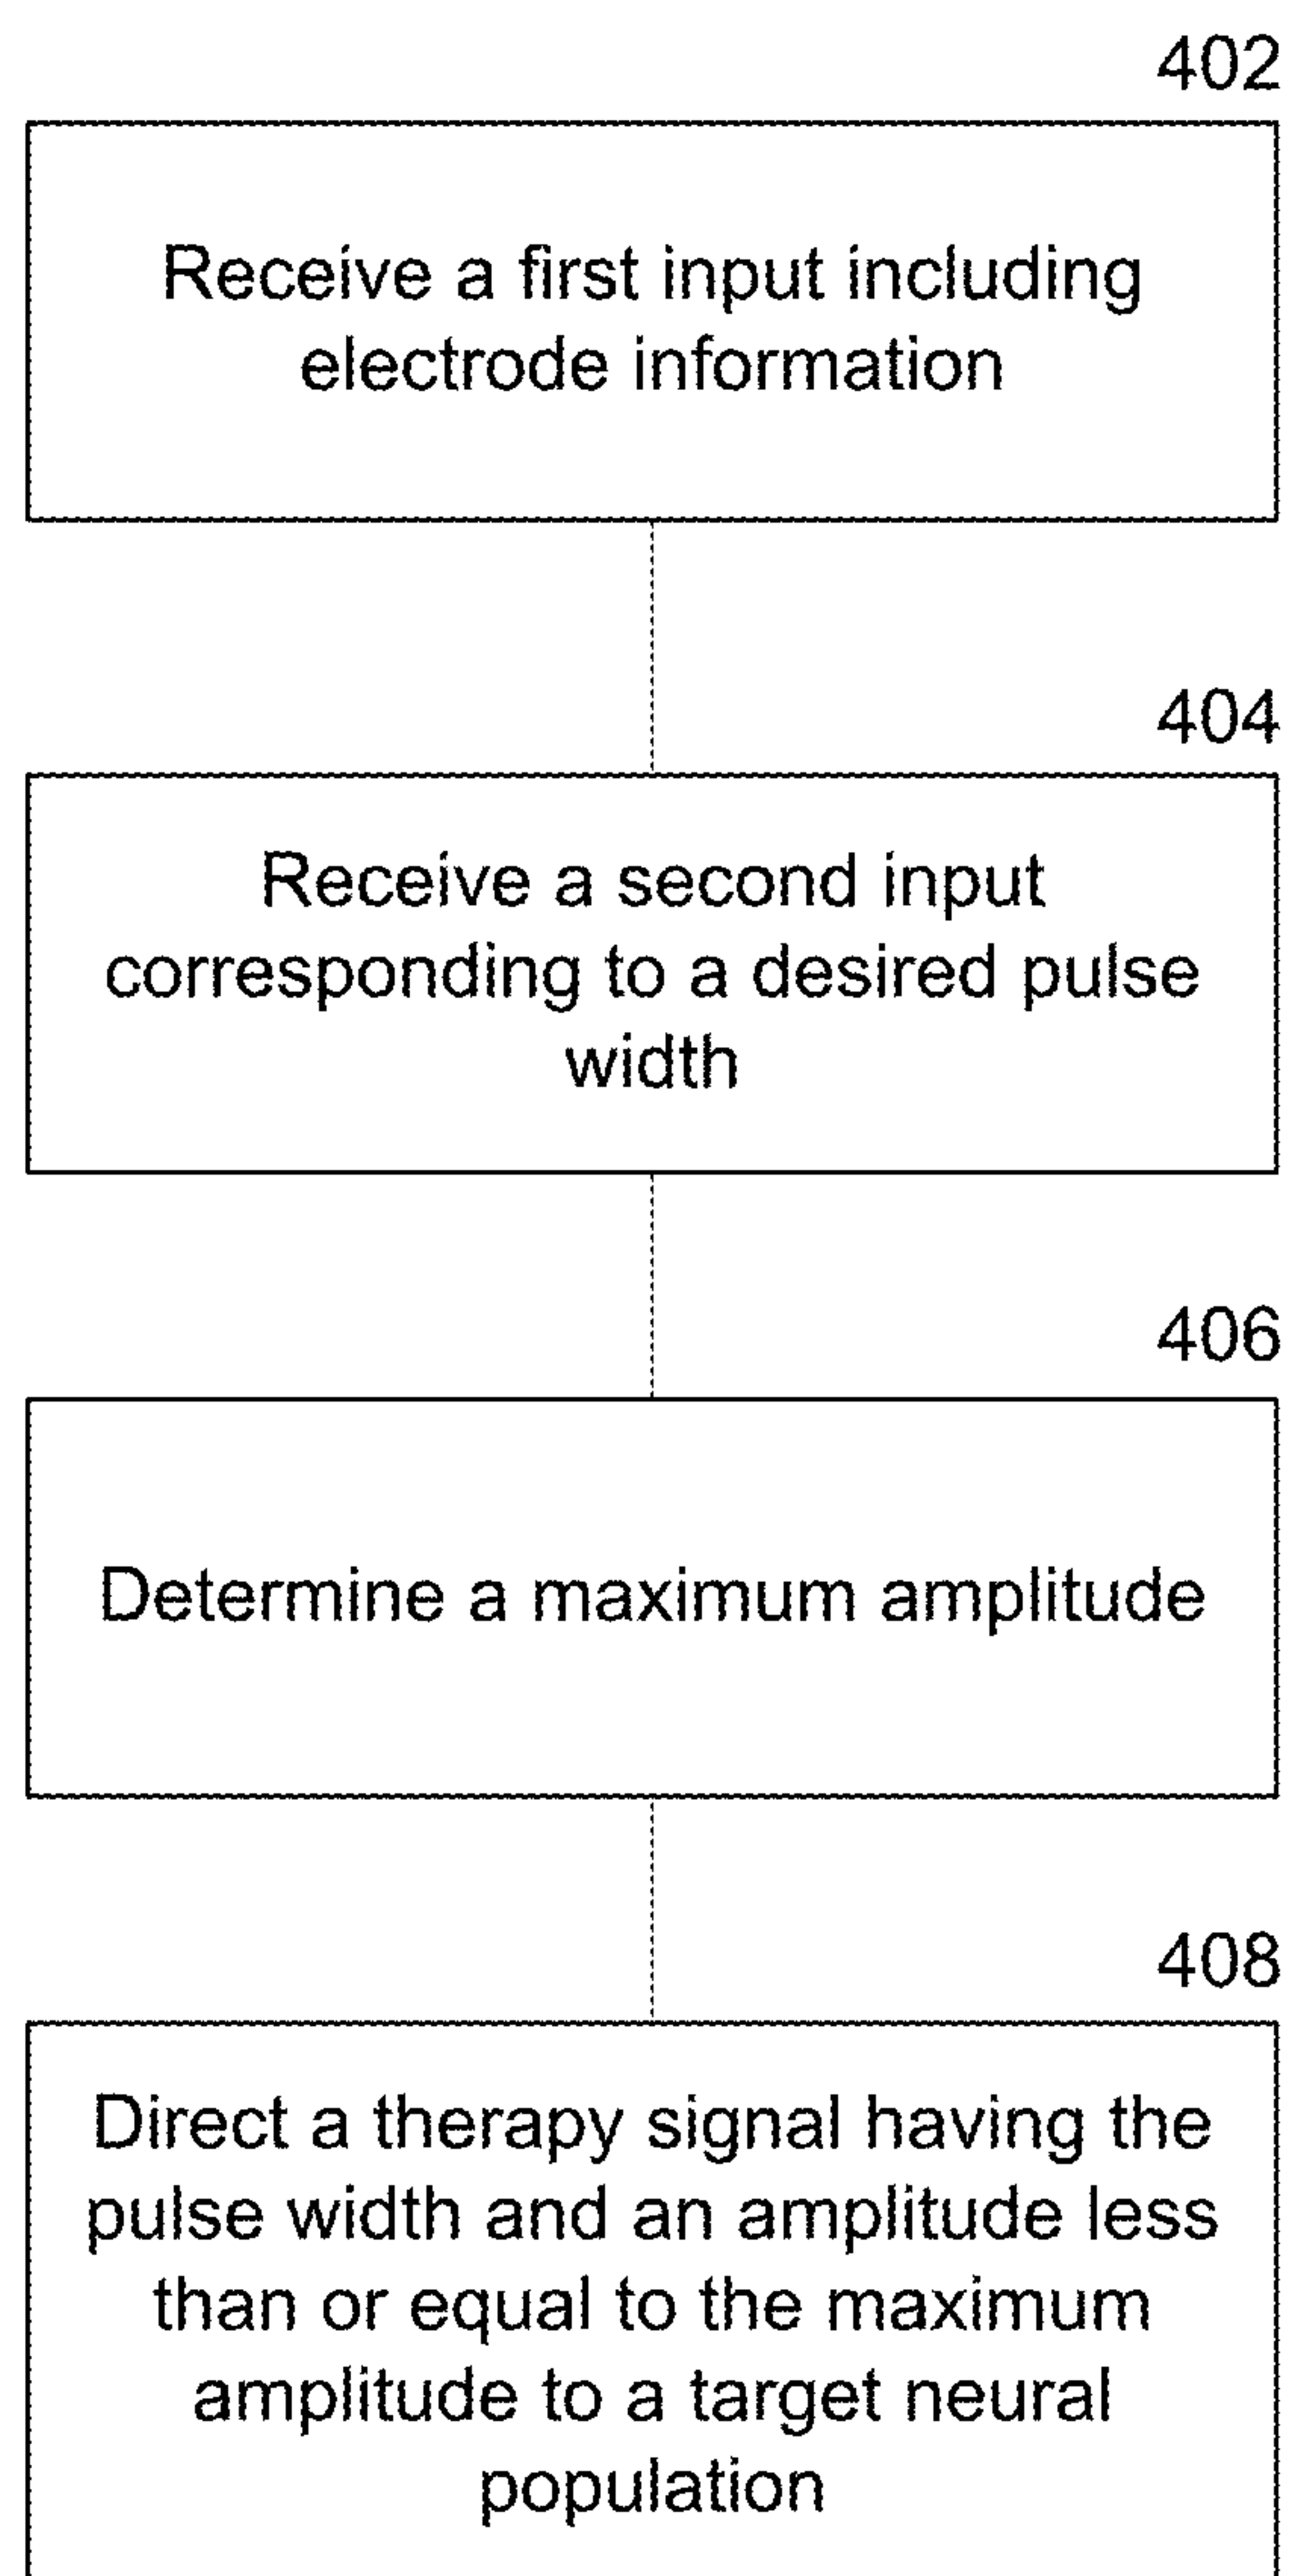 402
Receive a first input including
electrode information
404
Receive a second input
corresponding to a desired pulse
width
406
Determine a maximum amplitude
408
Direct a therapy signal having the
pulse width and an amplitude less
than or equal to the maximum
amplitude to a target neural
population